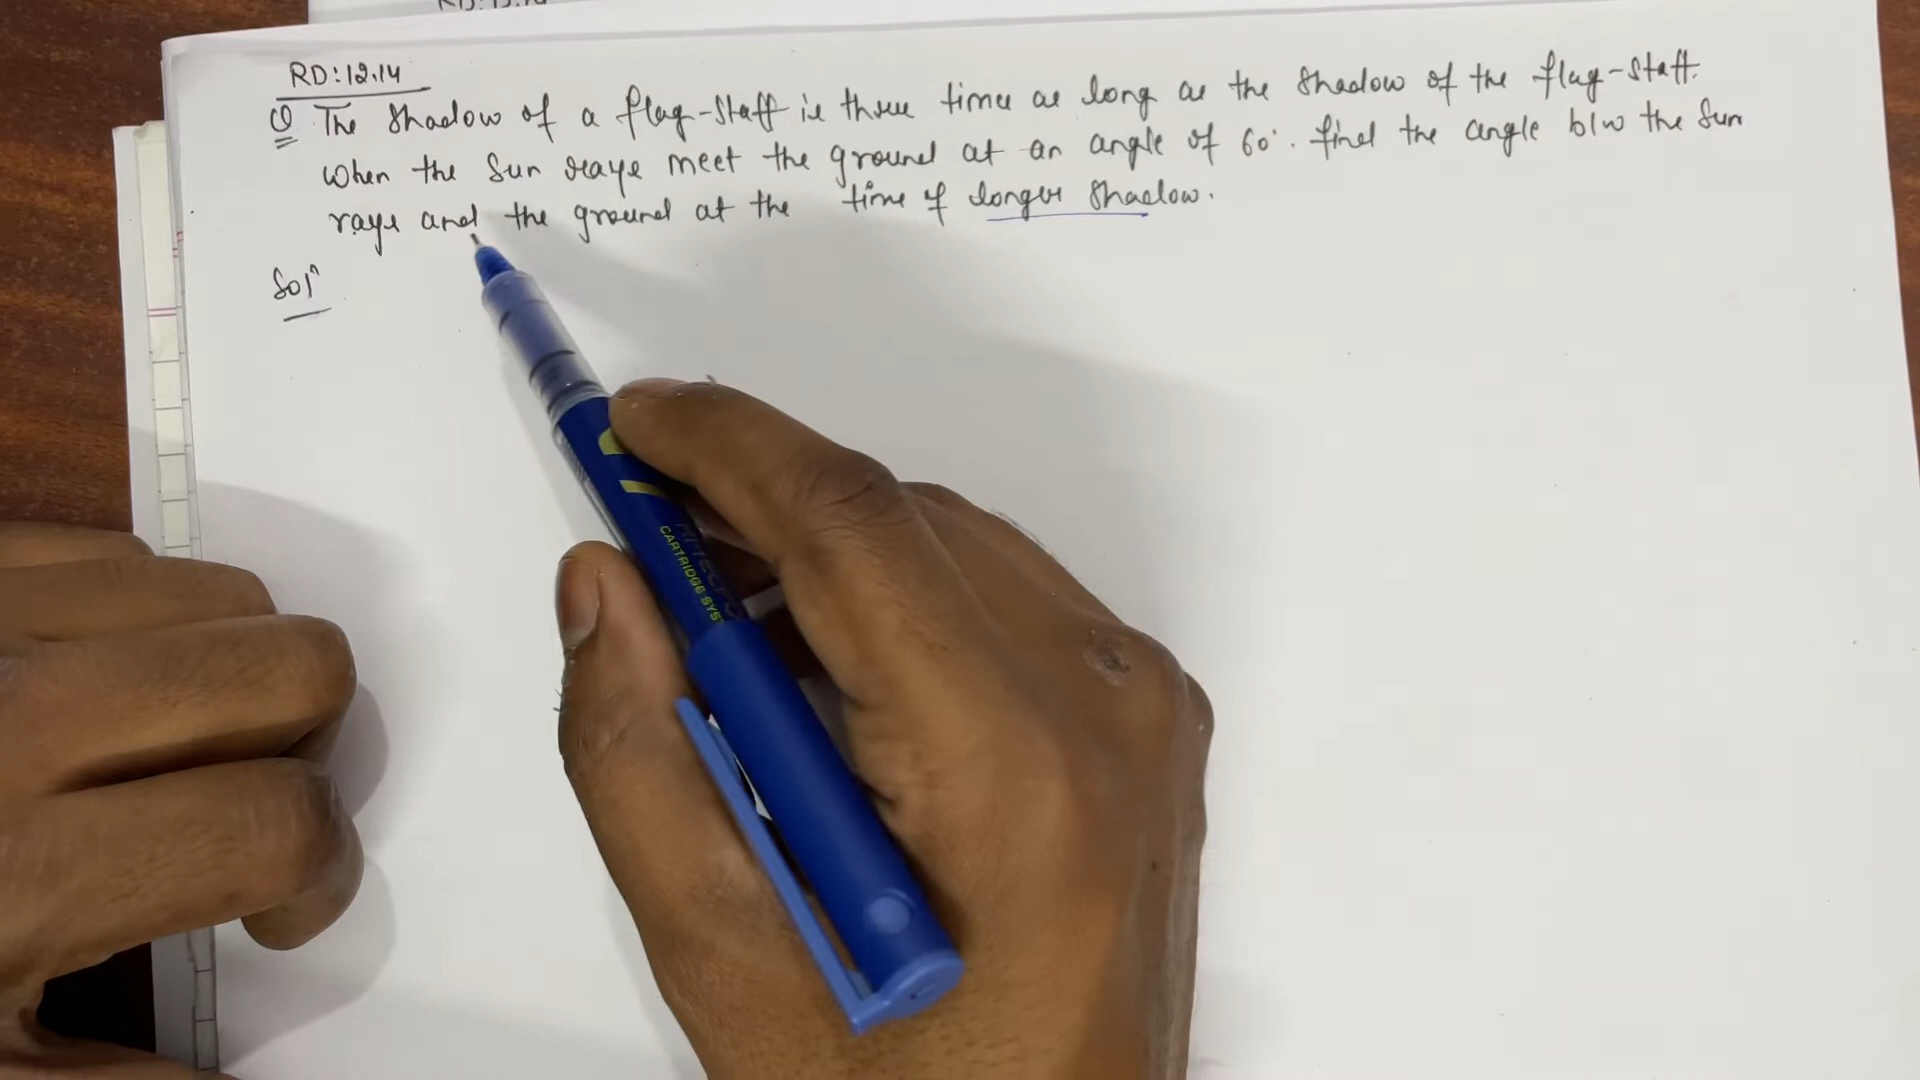 RD:12.14
Q The Shadow of a flag-Staff is three times as long as the Shadow of the flag-Staff.
When the Sun rays meet the ground at an angle of 60°. find the angle b/w the Sun
rays and the ground at the time of longer Shadow.
Solⁿ
CARTRIDGE SYS